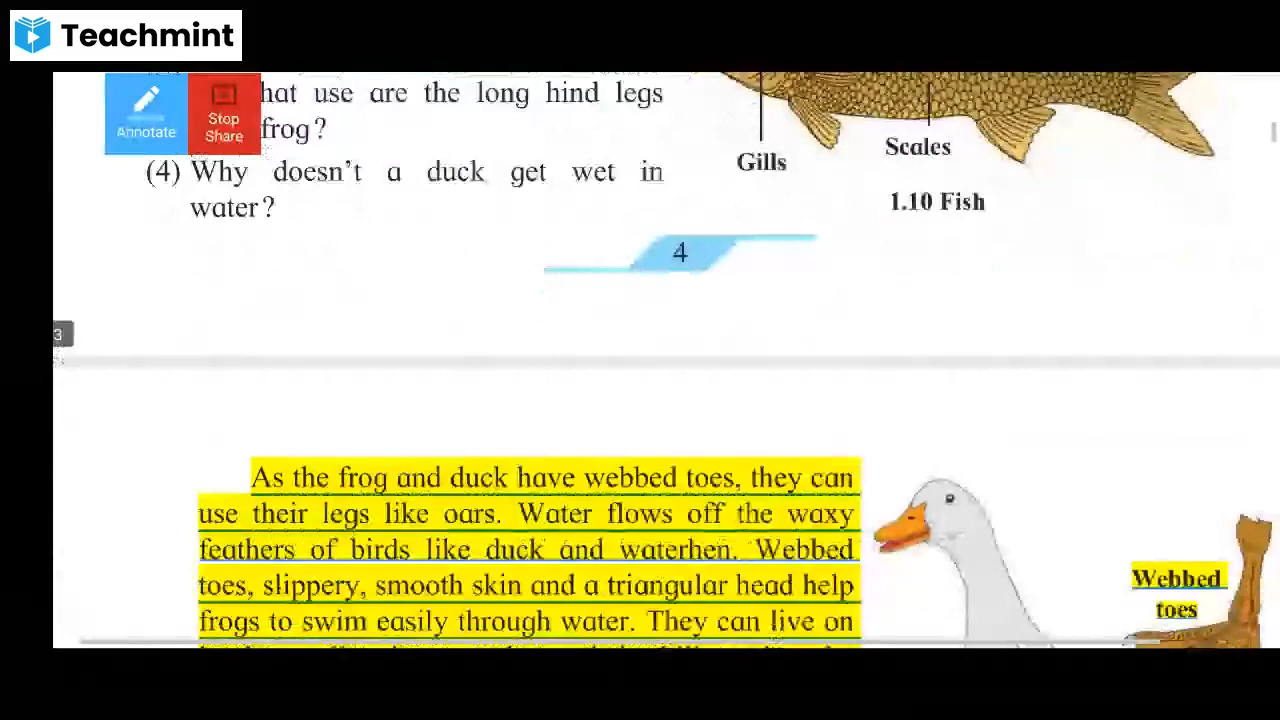 Teachmint
Annotate
Stop
Share
hat use are the long hind legs
frog?
(4) Why doesn't a duck get wet in
water?
Gills
Scales
1.10 Fish
4
3
As the frog and duck have webbed toes, they can
use their legs like oars. Water flows off the waxy
feathers of birds like duck and waterhen. Webbed
toes, slippery, smooth skin and a triangular head help
frogs to swim easily through water. They can live on
Webbed
toes